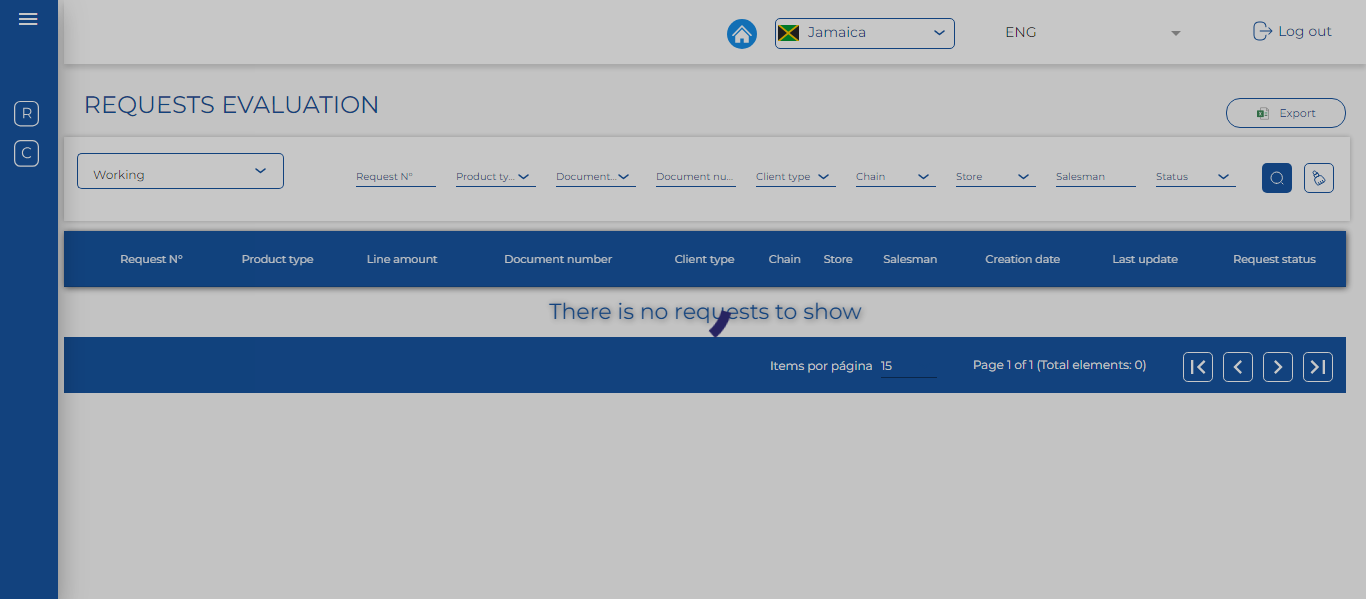 Jamaica ENG Log out
R
C
REQUESTS EVALUATION
Export
Working Request N° Product ty... Document... Document nu... Client type Chain Store Salesman Status
Request N° Product type Line amount Document number Client type Chain Store Salesman Creation date Last update Request status
There is no requests to show
Items por página 15 Page 1 of 1 (Total elements: 0)